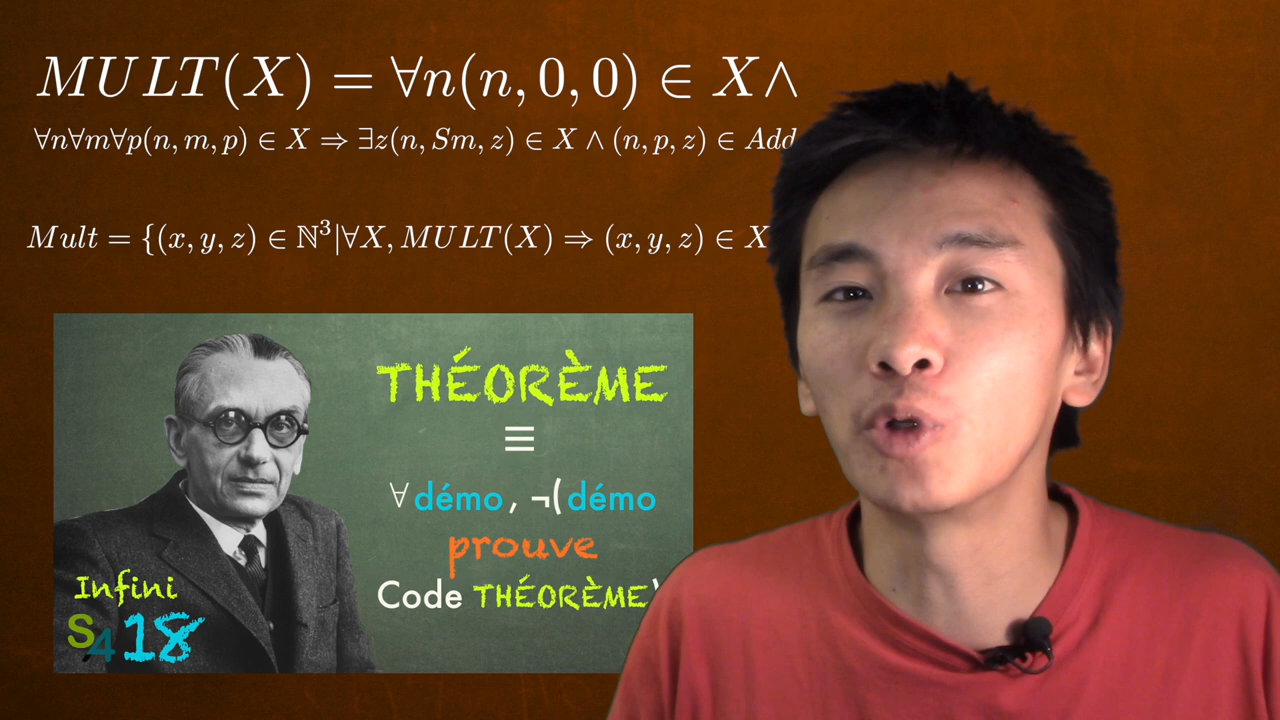 MULT(X) = ∀n(n, 0, 0) ∈ X ∧
∀n∀m∀p(n, m, p) ∈ X ⇒ ∃z(n, Sm, z) ∈ X ∧ (n, p, z) ∈ Add
Mult = {(x, y, z) ∈ ℕ³|∀X, MULT(X) ⇒ (x, y, z) ∈ X
THÉORÈME
≡
∀ démo, ¬(démo
prouve
Code THÉORÈME)
Infini
S4 18